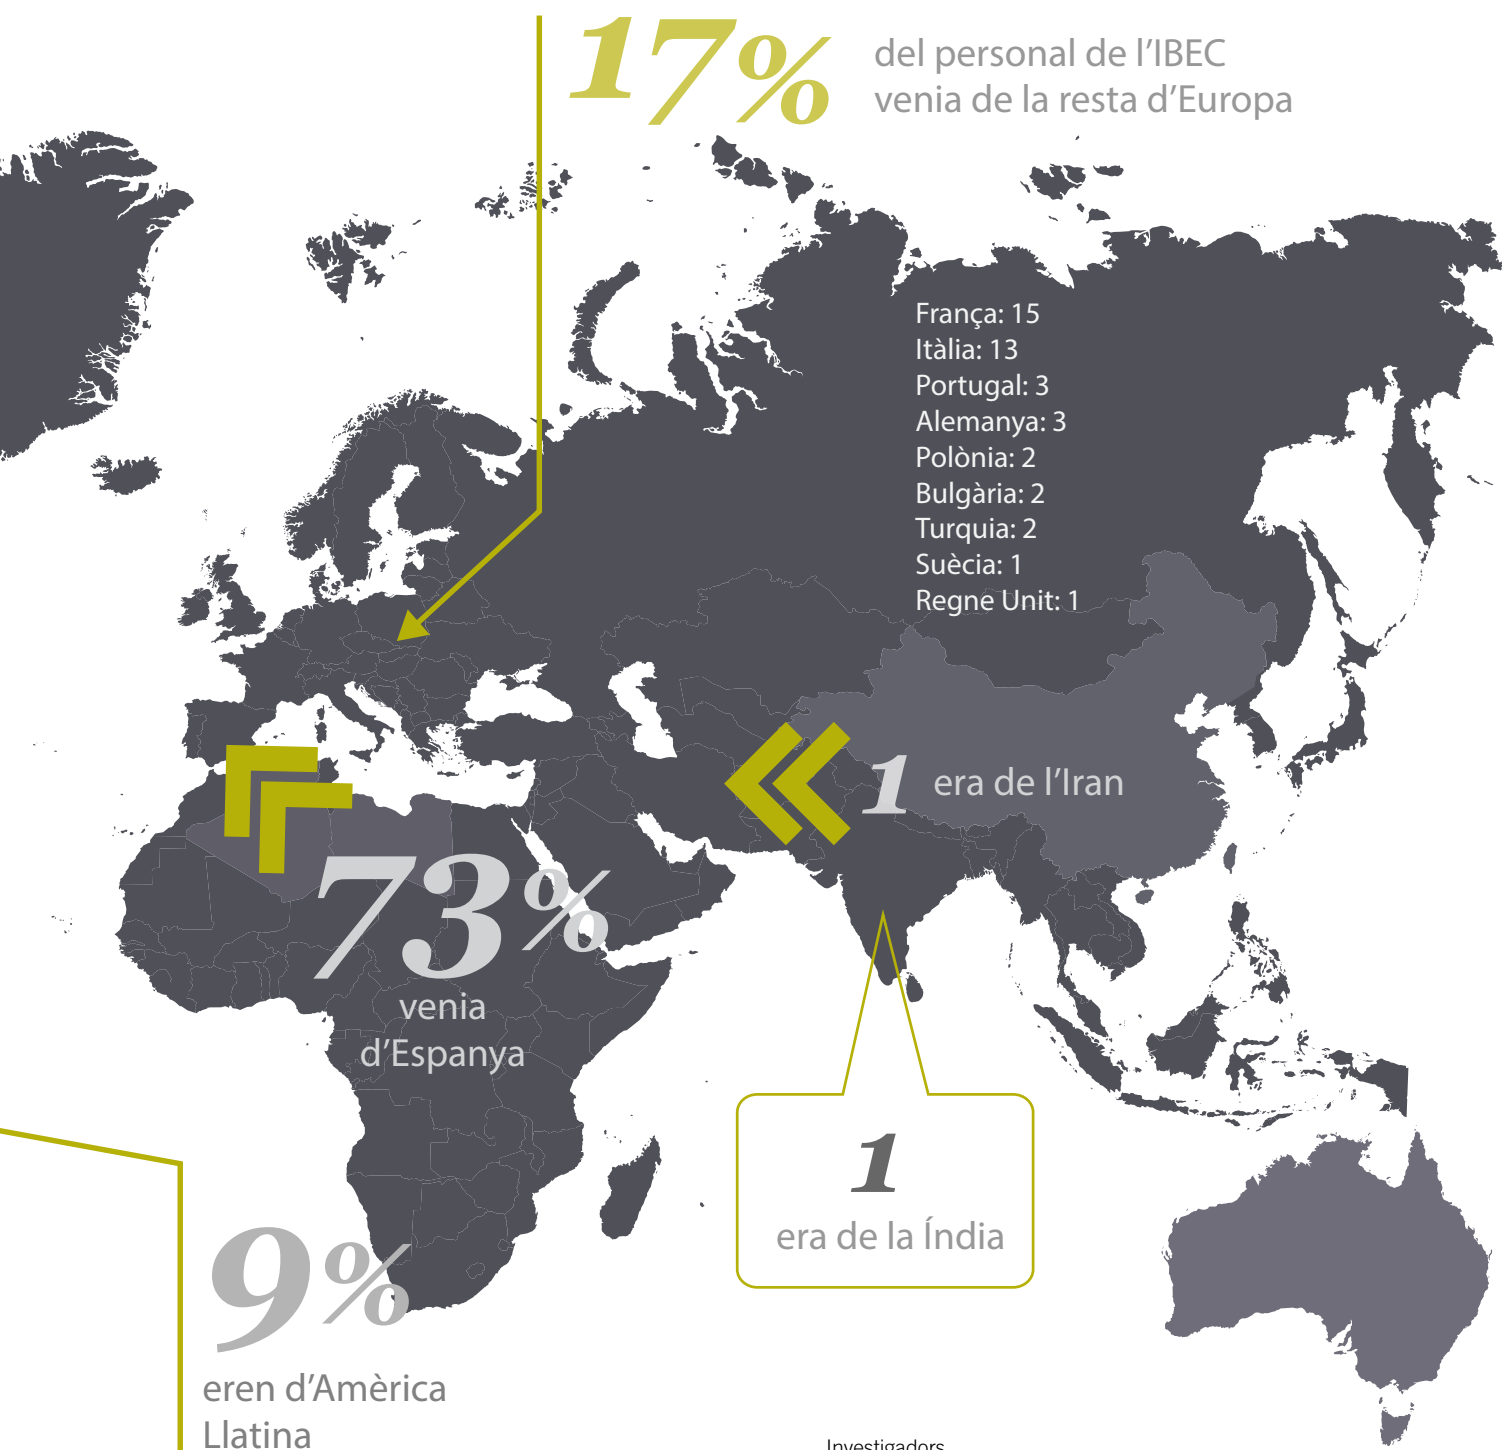 17%
del personal de l’IBEC
venia de la resta d’Europa
França: 15
Itàlia: 13
Portugal: 3
Alemanya: 3
Polònia: 2
Bulgària: 2
Turquia: 2
Suècia: 1
Regne Unit: 1
1 era de l’Iran
73%
venia
d’Espanya
1
era de la Índia
9%
eren d’Amèrica
Llatina
Investigadors